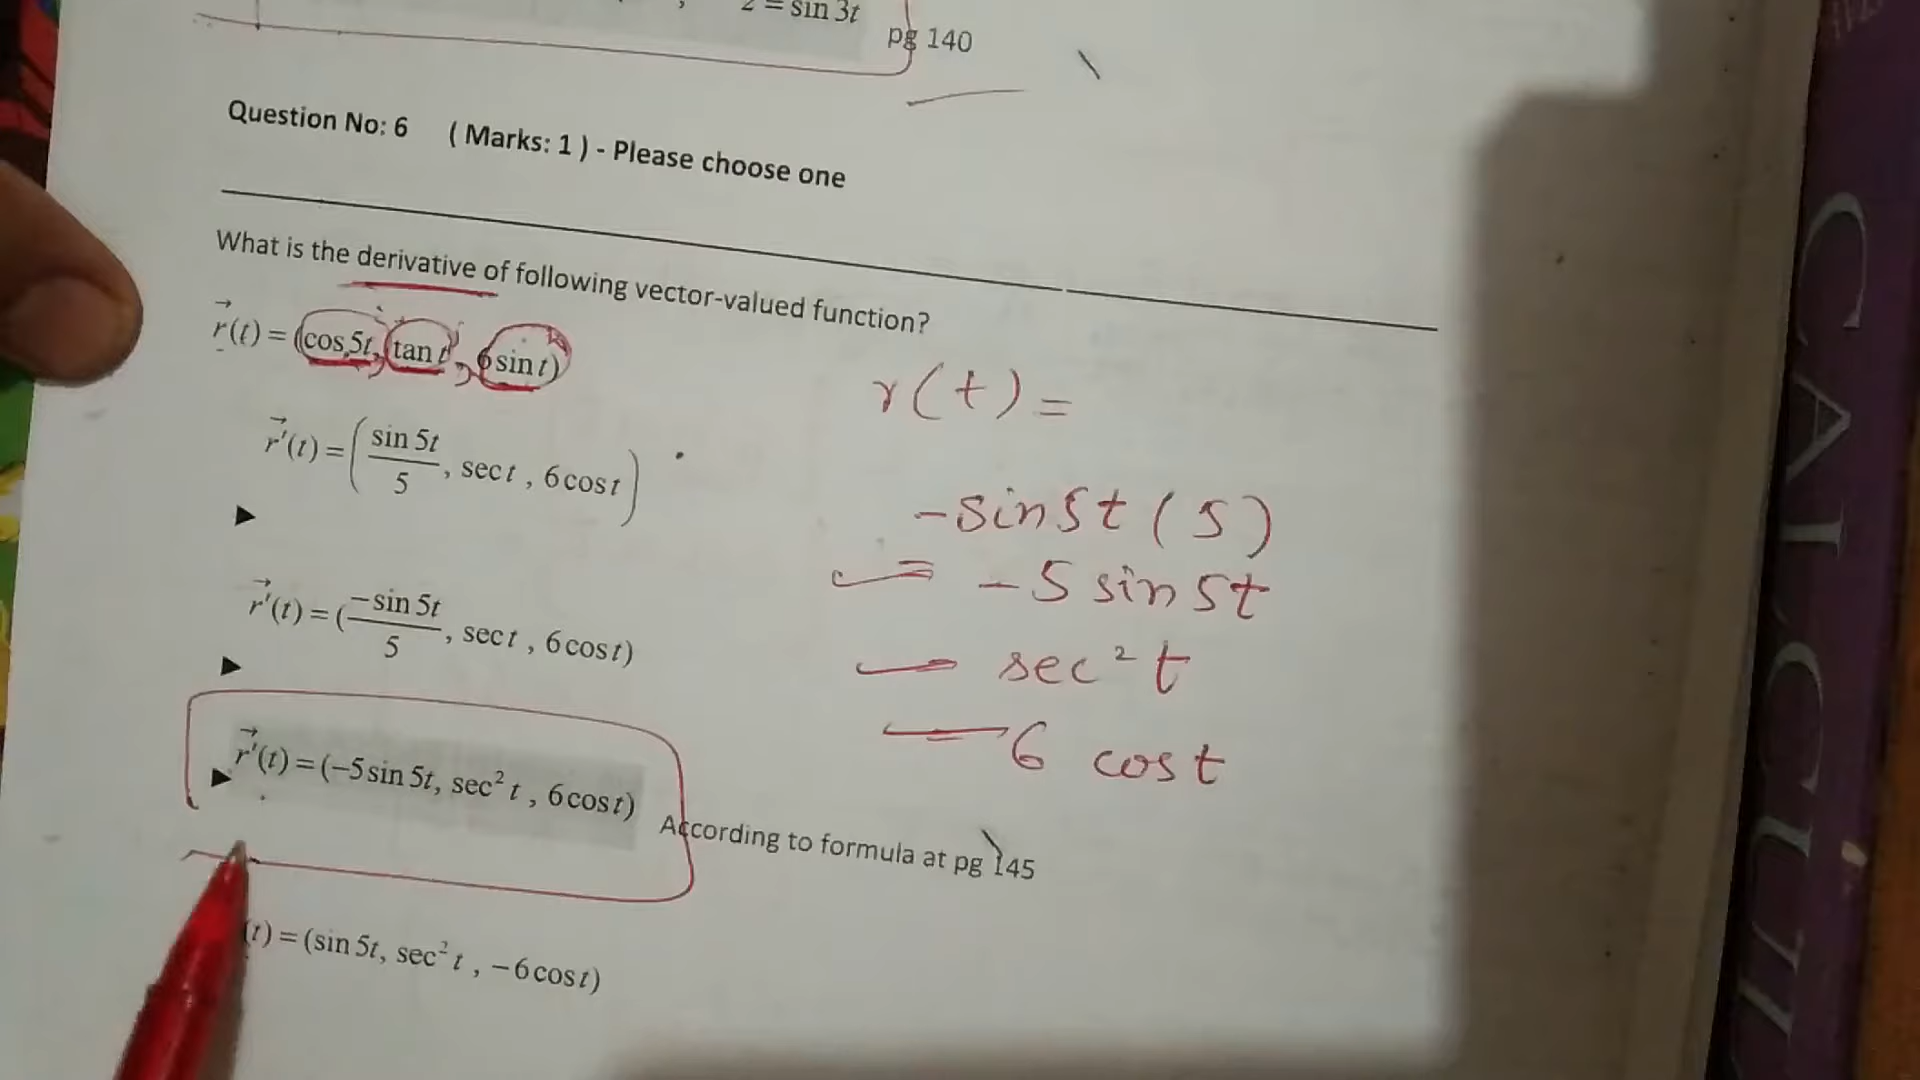 = sin 3t
pg 140
Question No: 6 ( Marks: 1 ) - Please choose one
What is the derivative of following vector-valued function?
r⃗(t) = (cos 5t, tan t, 6 sin t)
r⃗'(t) = (sin 5t/5, sec t, 6 cos t)
►
r⃗'(t) = (−sin 5t/5, sec t, 6 cos t)
►
r⃗'(t) = (−5 sin 5t, sec² t, 6 cos t)
►
According to formula at pg 145
(t) = (sin 5t, sec² t, −6 cos t)
r(t) =
-sin5t(5)
= -5 sin 5t
sec² t
6 cos t
CALCUL